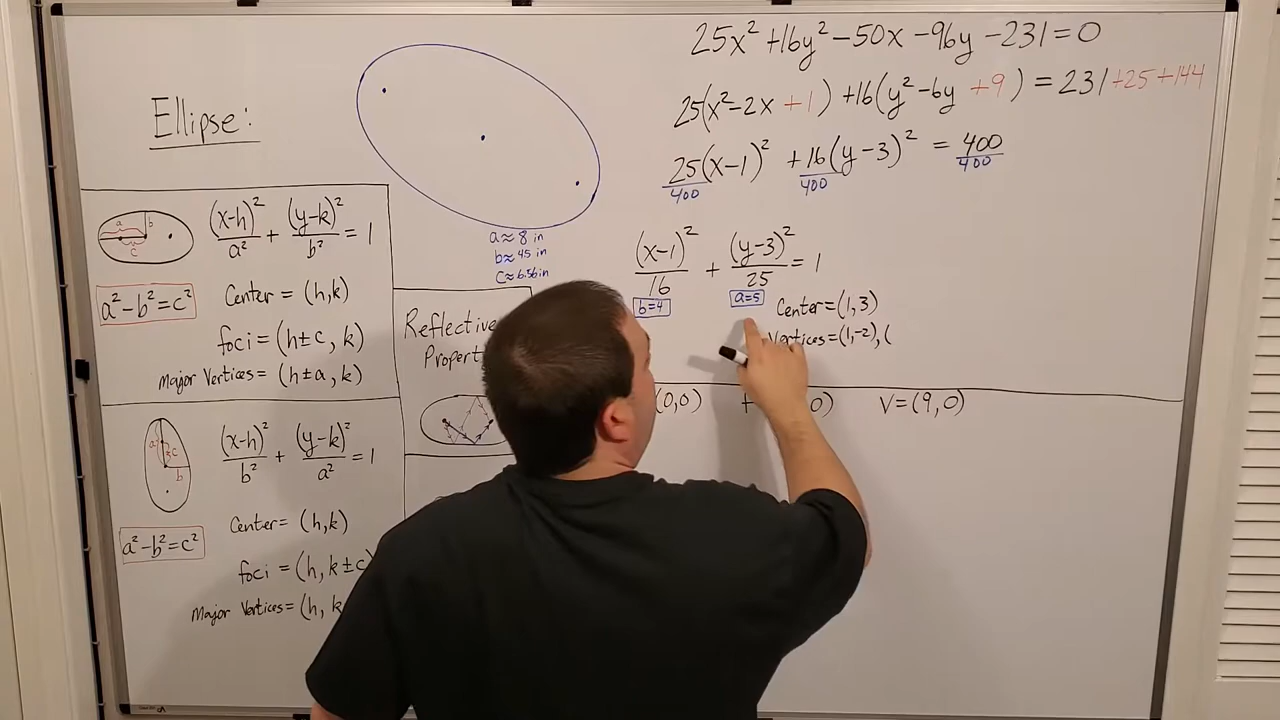 Ellipse:
a≈8 in
b≈45 in
c≈6.56in
a
b
c
(x-h)²/a² + (y-k)²/b² = 1
a²-b²=c²
Center = (h,k)
foci = (h±c, k)
Major Vertices = (h±a, k)
a
c
b
(x-h)²/b² + (y-k)²/a² = 1
Center = (h,k)
a²-b²=c²
foci = (h, k±c)
Major Vertices = (h, k
Reflective
Propert
25x²+16y²-50x-96y-231=0
25(x²-2x+1)+16(y²-6y+9)=231+25+144
25(x-1)²/400 +16(y-3)²/400 = 400/400
(x-1)²/16 + (y-3)²/25 = 1
b=4
a=5
Center=(1,3)
Vertices=(1,-2),(
(0,0)
0)
V=(9,0)